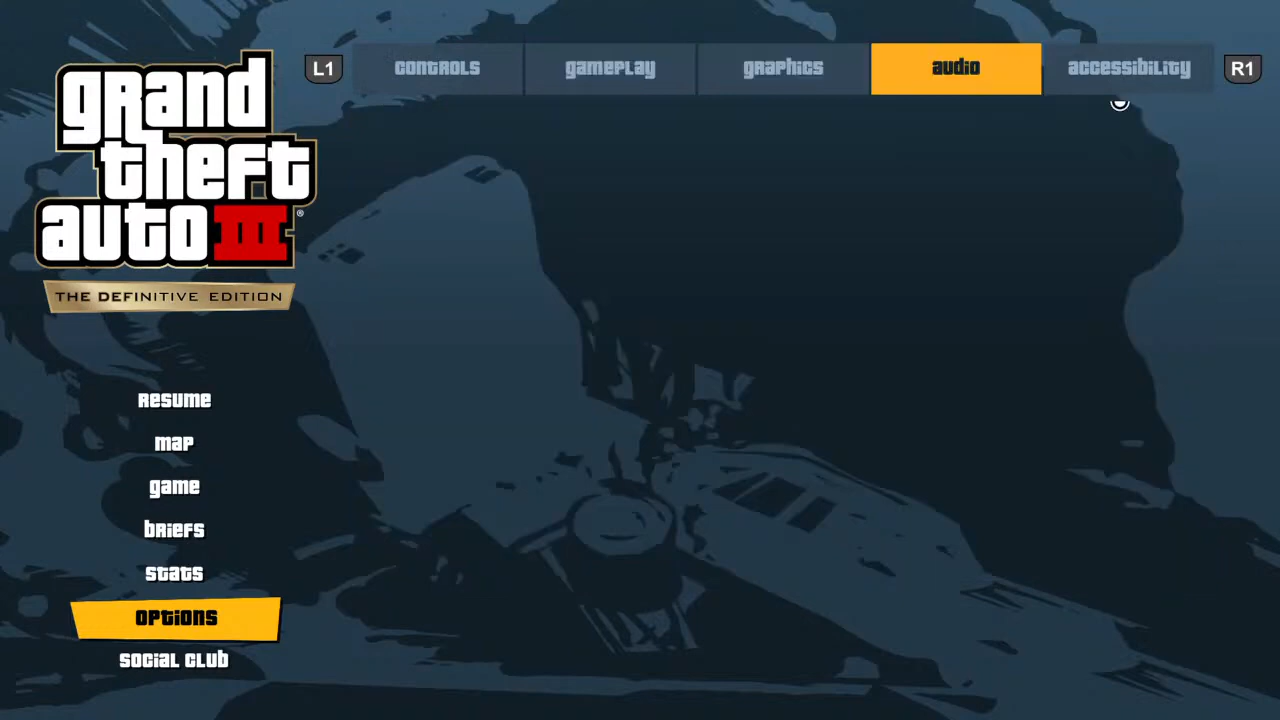 grand
theft
auto III®
THE DEFINITIVE EDITION
L1 controls gameplay graphics audio accessibility R1
Resume
map
game
briefs
stats
options
social club